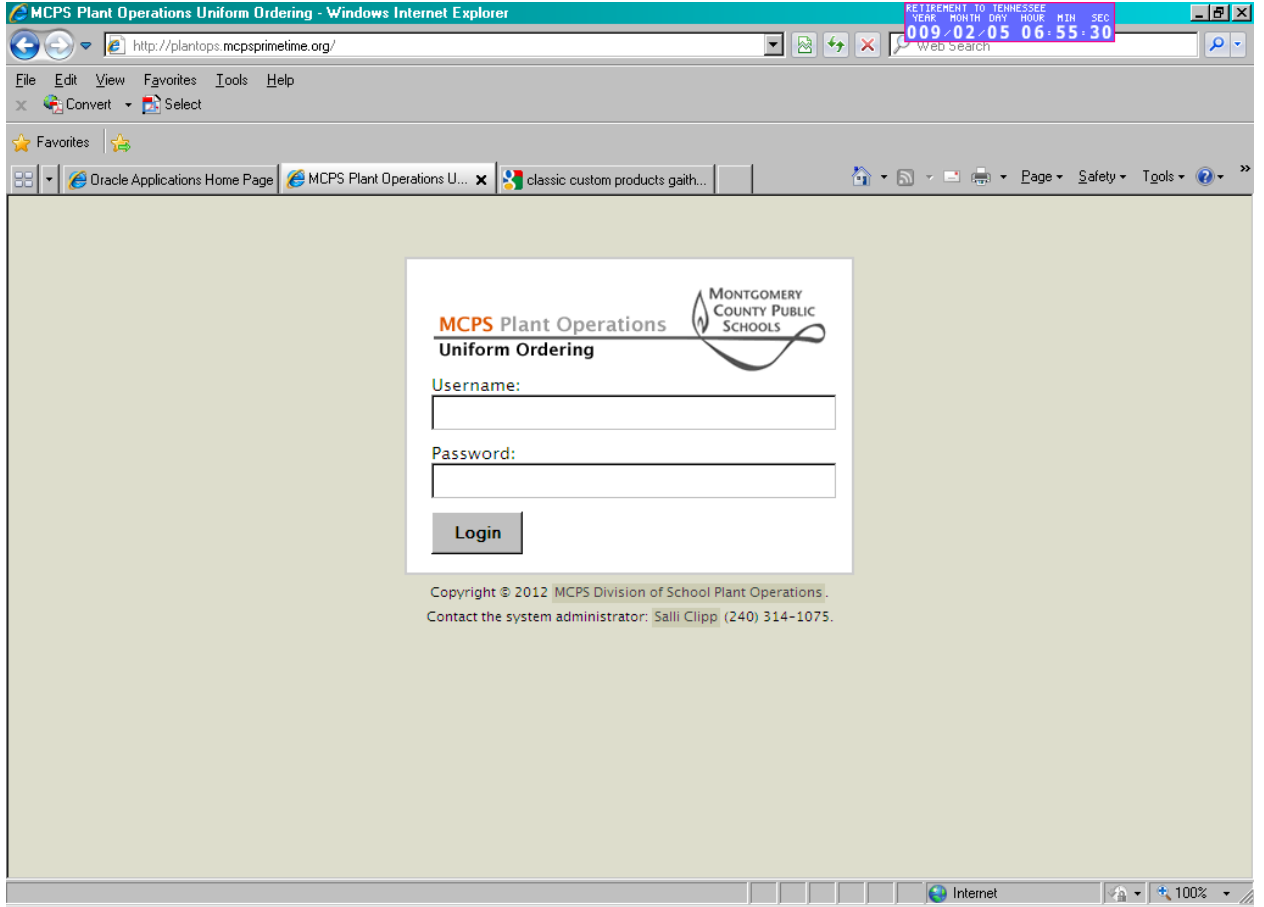 MCPS Plant Operations Uniform Ordering - Windows Internet Explorer
RETIREMENT TO TENNESSEE
YEAR MONTH DAY HOUR MIN SEC
009/02/05 06:55:30
http://plantops.mcpsprimetime.org/
Web Search
File Edit View Favorites Tools Help
x Convert Select
Favorites
Oracle Applications Home Page
MCPS Plant Operations U... x
classic custom products gaith...
Page Safety Tools »
MONTGOMERY
COUNTY PUBLIC
SCHOOLS
MCPS Plant Operations
Uniform Ordering
Username:
Password:
Login
Copyright © 2012 MCPS Division of School Plant Operations.
Contact the system administrator: Salli Clipp (240) 314-1075.
Internet
100%